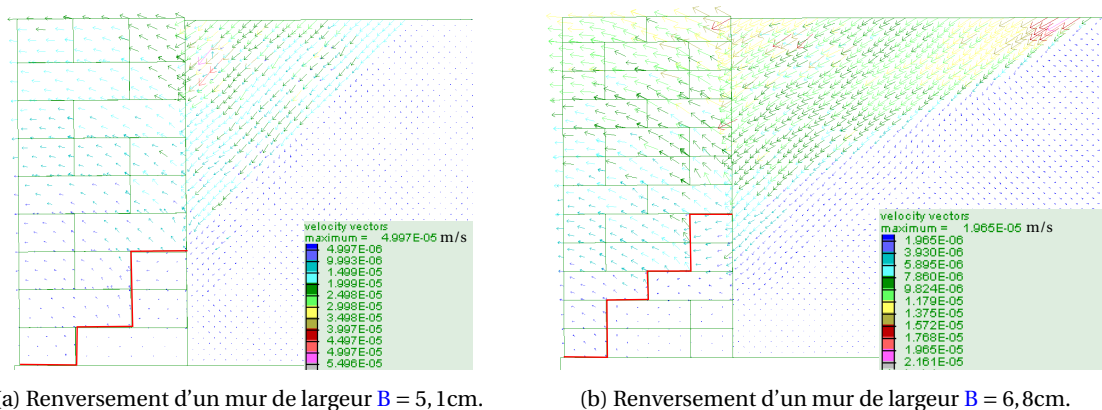 velocity vectors
maximum = 4.997E-05 m/s
4.997E-06
9.993E-06
1.499E-05
1.999E-05
2.498E-05
2.998E-05
3.498E-05
3.997E-05
4.497E-05
4.997E-05
5.496E-05
velocity vectors
maximum = 1.965E-05 m/s
1.965E-06
3.930E-06
5.895E-06
7.860E-06
9.824E-06
1.179E-05
1.375E-05
1.572E-05
1.768E-05
1.965E-05
2.161E-05
(a) Renversement d'un mur de largeur B = 5,1cm.
(b) Renversement d'un mur de largeur B = 6,8cm.